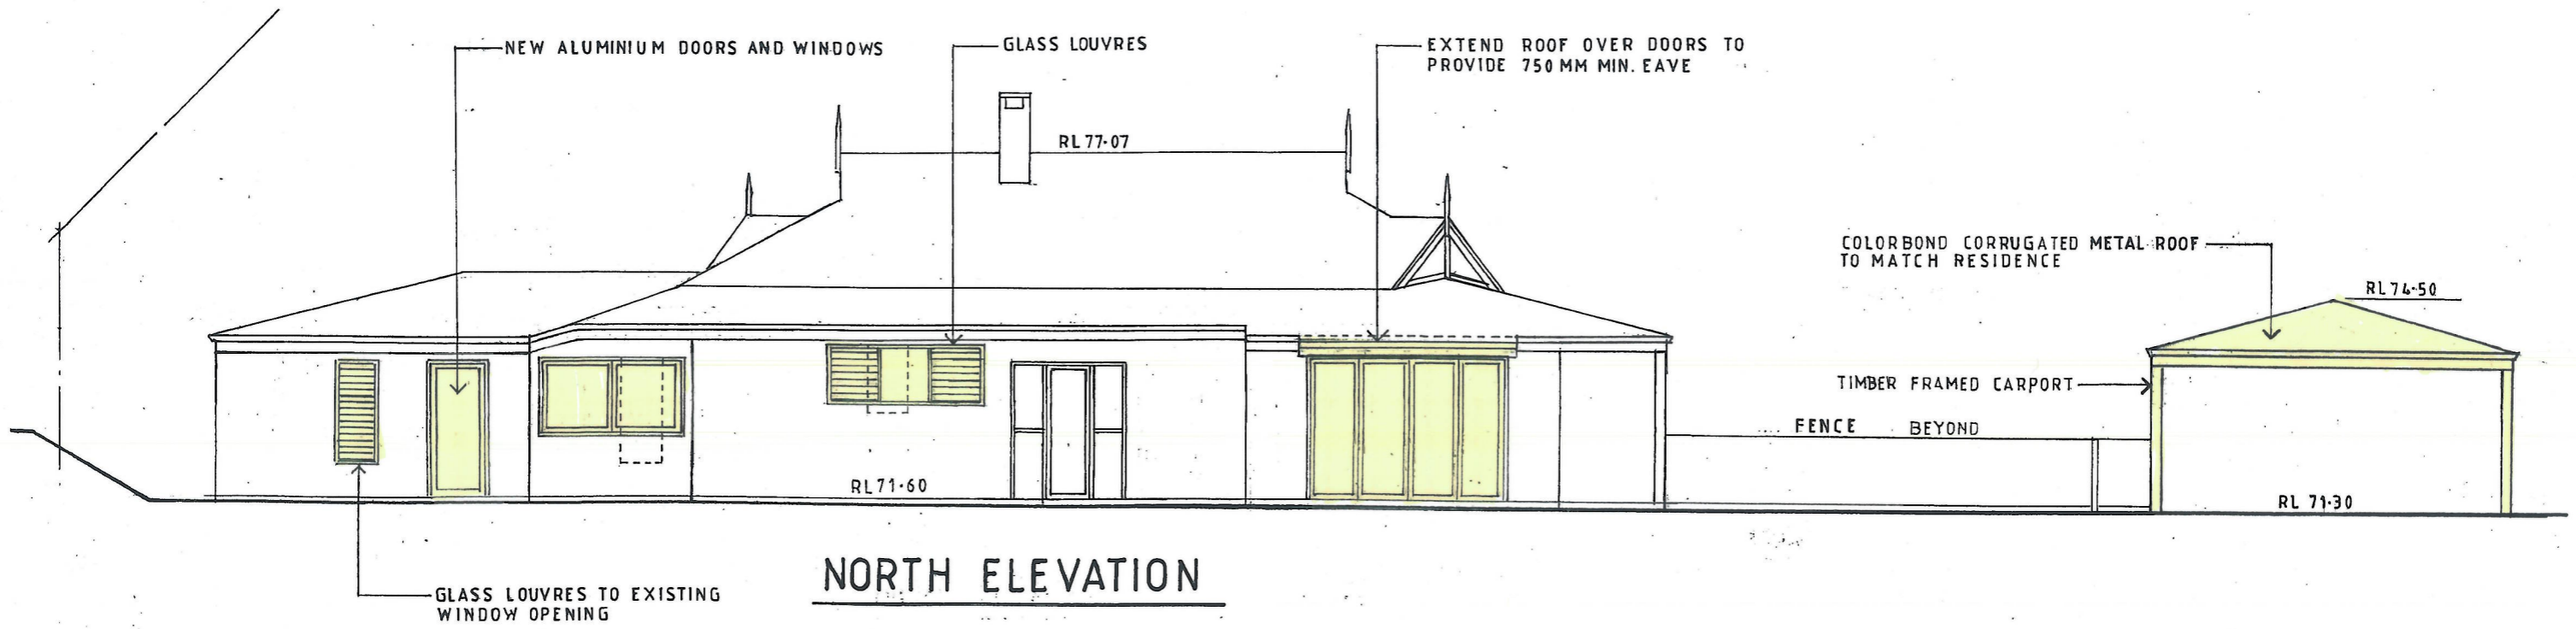 NEW ALUMINIUM DOORS AND WINDOWS
GLASS LOUVRES
EXTEND ROOF OVER DOORS TO
PROVIDE 750 MM MIN. EAVE
RL 77·07
COLORBOND CORRUGATED METAL ROOF
TO MATCH RESIDENCE
RL 74·50
TIMBER FRAMED CARPORT
FENCE BEYOND
RL 71·60
RL 71·30
NORTH ELEVATION
GLASS LOUVRES TO EXISTING
WINDOW OPENING